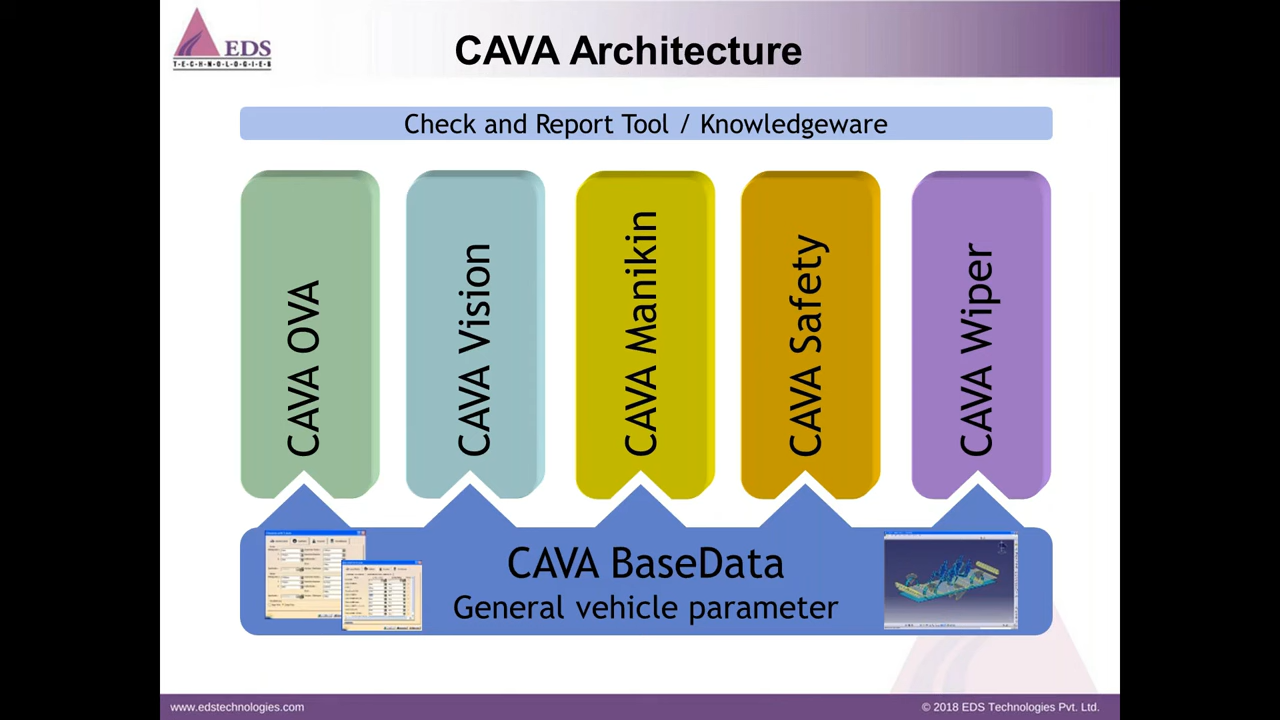 EDS
T·E·C·H·N·O·L·O·G·I·E·S
CAVA Architecture
Check and Report Tool / Knowledgeware
CAVA OVA
CAVA Vision
CAVA Manikin
CAVA Safety
CAVA Wiper
CAVA BaseData
General vehicle parameter
www.edstechnologies.com
© 2018 EDS Technologies Pvt. Ltd.